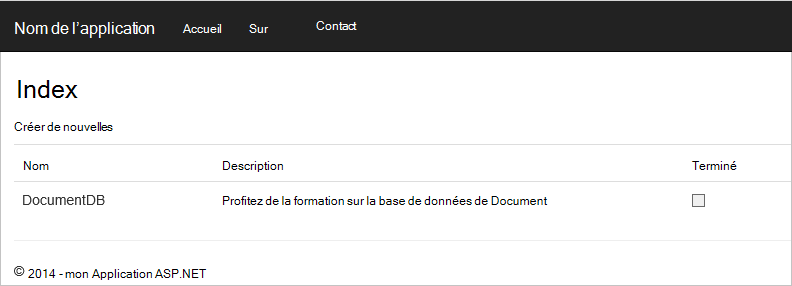 Nom de l'application Accueil Sur Contact
Index
Créer de nouvelles
Nom Description Terminé
DocumentDB Profitez de la formation sur la base de données de Document
© 2014 - mon Application ASP.NET